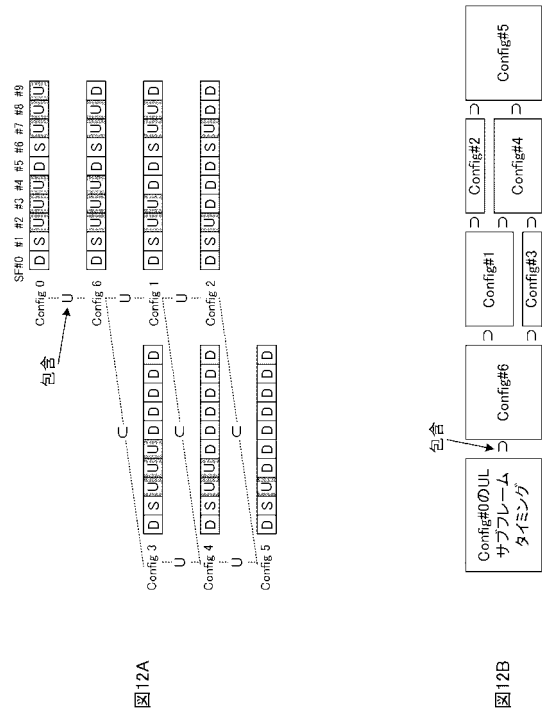 SF#0 #1 #2 #3 #4 #5 #6 #7 #8 #9
包含
Config 0 D S U U U D S U U U
∪
Config 6 D S U U U D S U U D
⊂ ∪
図12A
Config 3 D S U U U D D D D D
Config 1 D S U U D D S U U D
∪ ⊂ ∪
Config 4 D S U U D D D D D D
Config 2 D S U D D D S U D D
∪ ⊂
Config 5 D S U D D D D D D D
図12B
包含
Config#0のUL
サブフレーム
タイミング
⊃
Config#6
⊃
⊃
Config#1
Config#3
⊃
⊃
⊃
Config#2
Config#4
⊃
⊃
Config#5